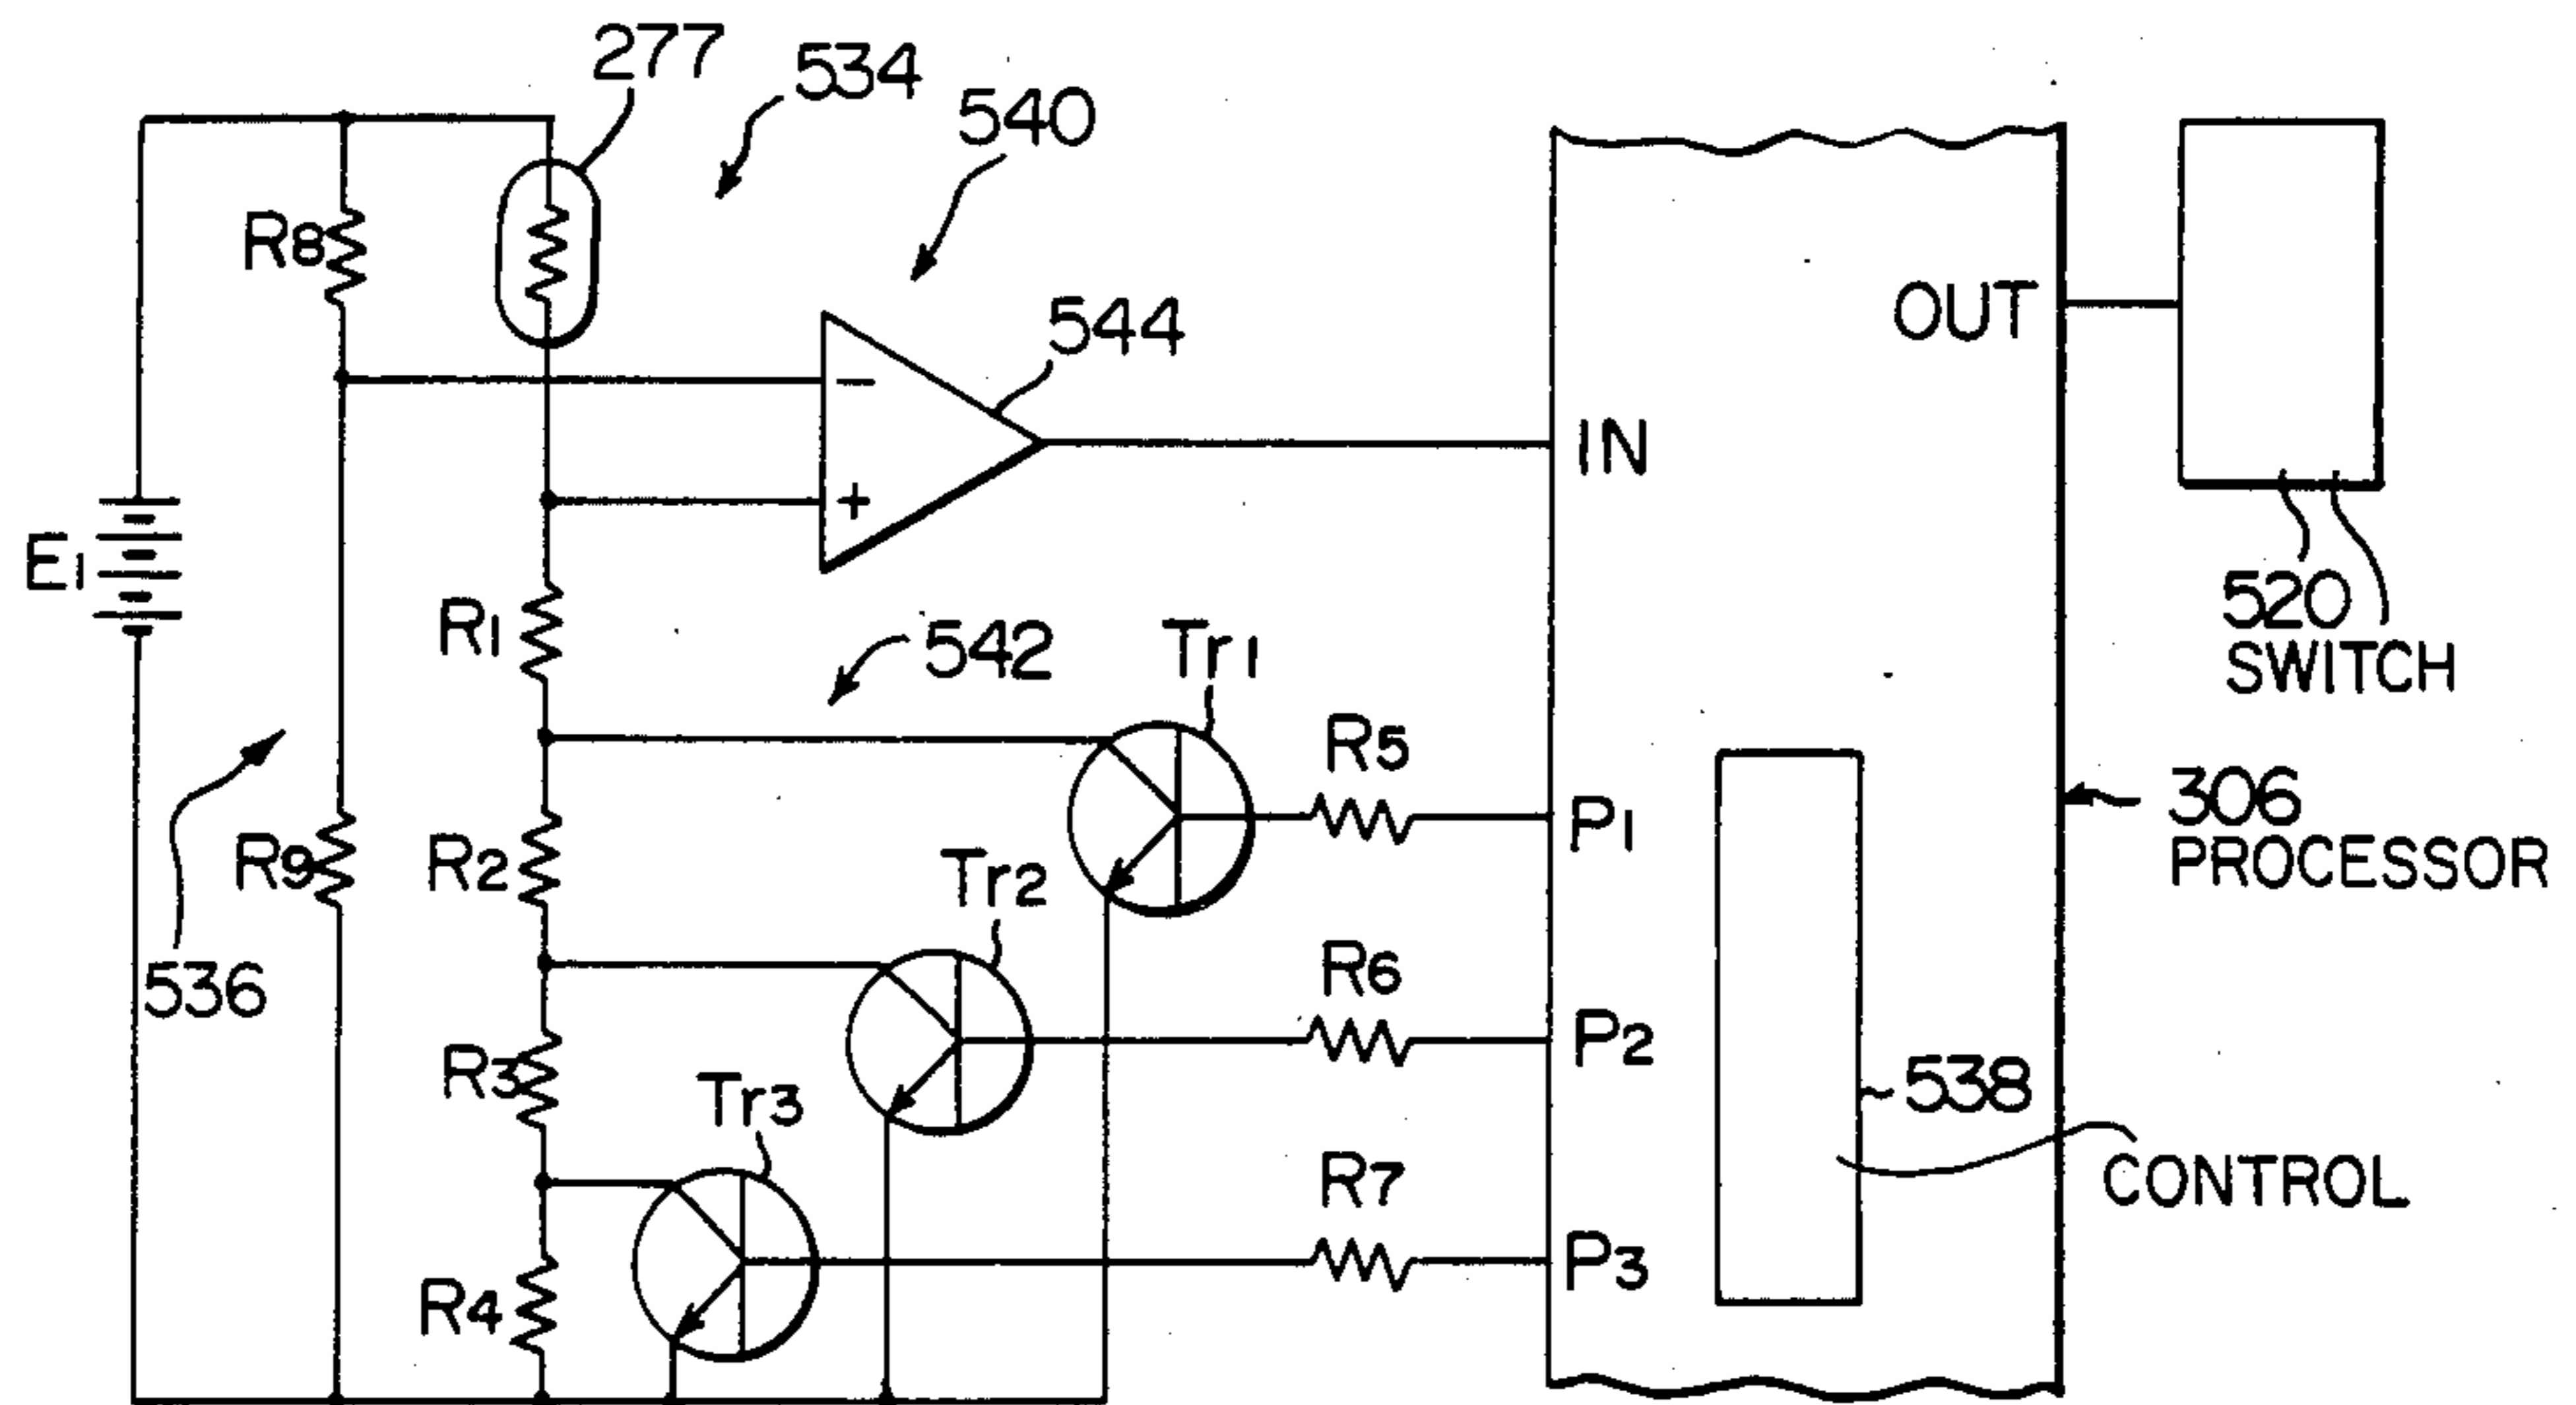 277
534
540
R8
544
OUT
IN
E1
R1
520
SWITCH
542
Tr1
R5
P1
306
PROCESSOR
R9
R2
Tr2
536
R6
P2
R3
Tr3
538
R7
CONTROL
P3
R4
-
+